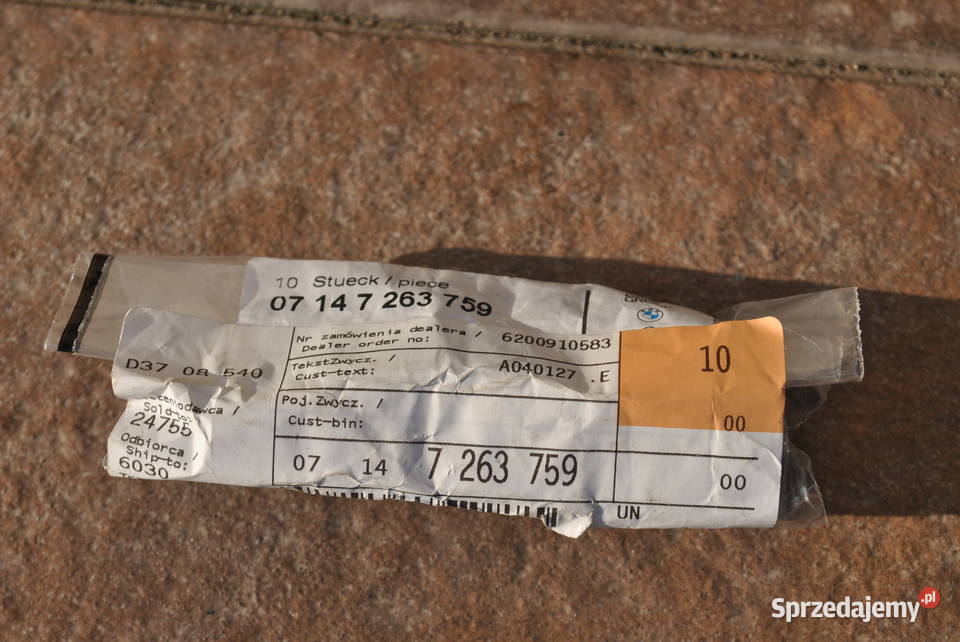 10 Stueck / piece
07 14 7 263 759
Nr zamówienia dealera /
Dealer order no:
6200910583
TekstZwycz. /
Cust-text:
A040127 .E
10
00
D37 08 540
Sold-to:
24755
Odbiorca /
Ship-to:
6030
Poj.Zwycz. /
Cust-bin:
07 14 7 263 759
00
UN
Sprzedajemy.pl